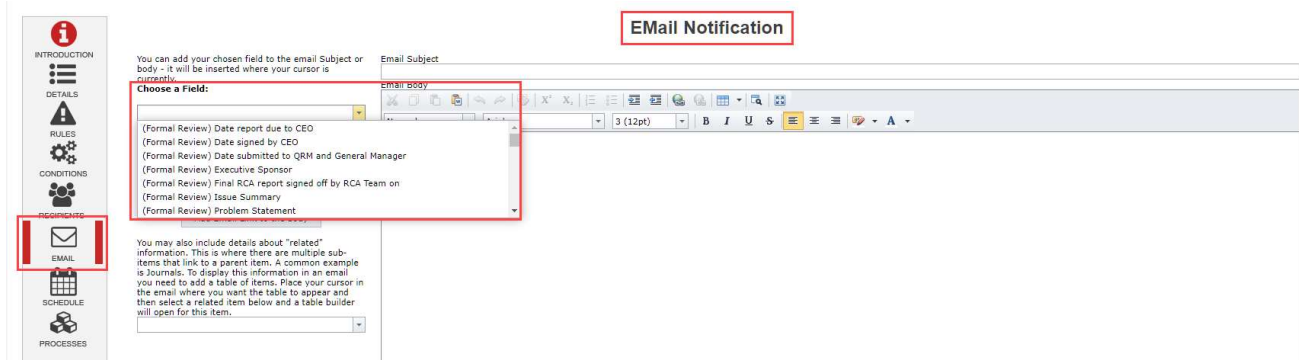 EMail Notification
INTRODUCTION
DETAILS
RULES
CONDITIONS
RECIPIENTS
EMAIL
SCHEDULE
PROCESSES
You can add your chosen field to the email Subject or
body - it will be inserted where your cursor is
currently.
Choose a Field:
(Formal Review) Date report due to CEO
(Formal Review) Date signed by CEO
(Formal Review) Date submitted to QRM and General Manager
(Formal Review) Executive Sponsor
(Formal Review) Final RCA report signed off by RCA Team on
(Formal Review) Issue Summary
(Formal Review) Problem Statement
You may also include details about "related"
information. This is where there are multiple sub-
items that link to a parent item. A common example
is Journals. To display this information in an email
you need to add a table of items. Place your cursor in
the email where you want the table to appear and
then select a related item below and a table builder
will open for this item.
Email Subject
Email Body
3 (12pt)
B I U S A